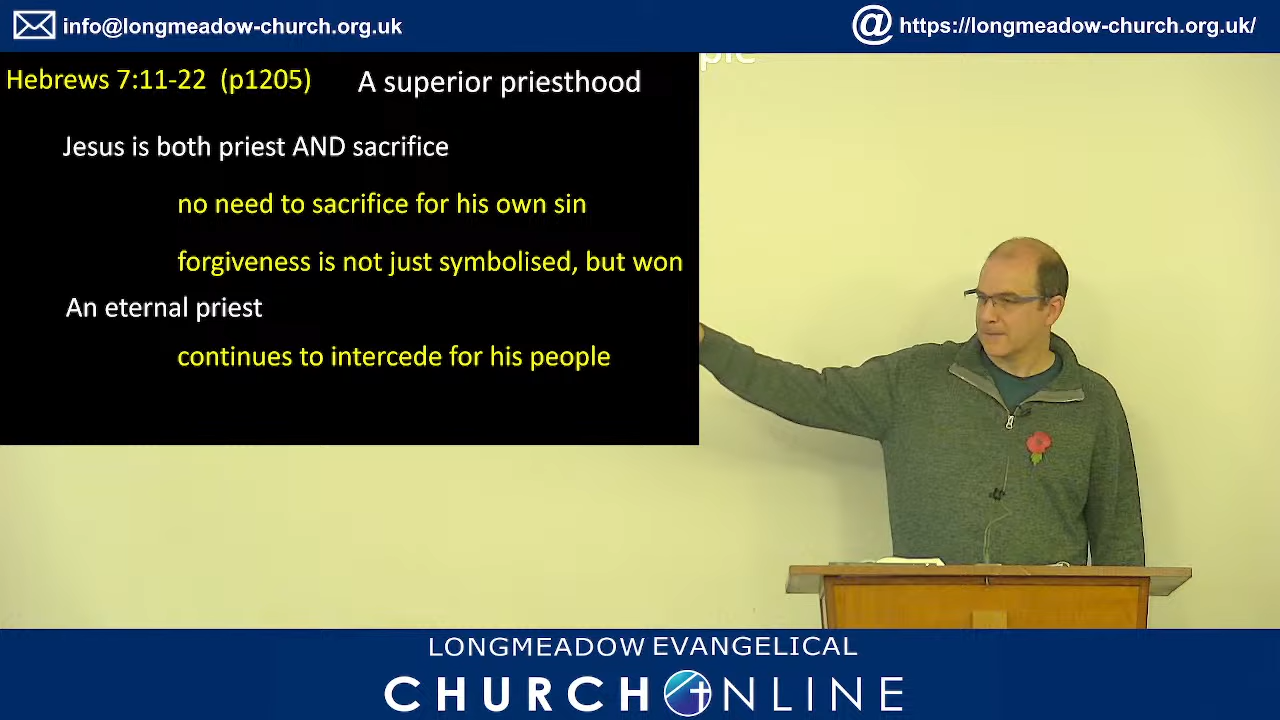 info@longmeadow-church.org.uk
@ https://longmeadow-church.org.uk/
Hebrews 7:11-22 (p1205)
A superior priesthood
Jesus is both priest AND sacrifice
no need to sacrifice for his own sin
forgiveness is not just symbolised, but won
An eternal priest
continues to intercede for his people
ple
LONGMEADOW EVANGELICAL
CHURCH ONLINE